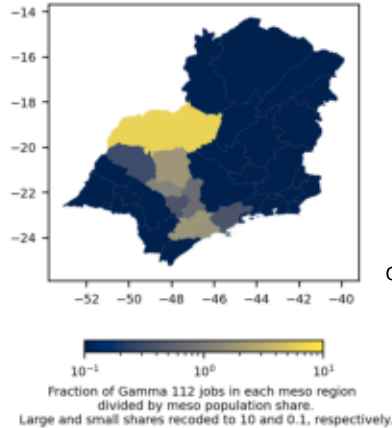 −14
−16
−18
−20
−22
−24
−52 −50 −48 −46 −44 −42 −40
10⁻¹ 10⁰ 10¹
Fraction of Gamma 112 jobs in each meso region
divided by meso population share.
Large and small shares recoded to 10 and 0.1, respectively,